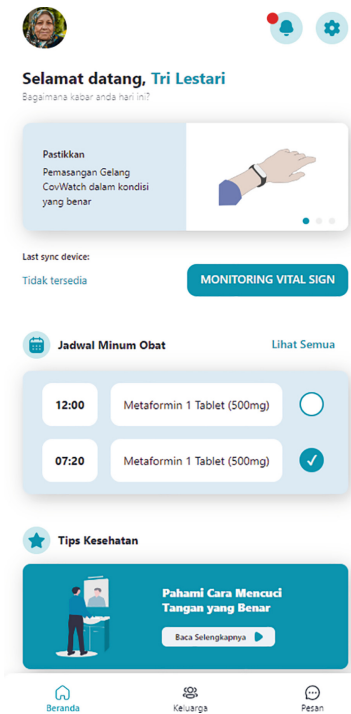 Selamat datang, Tri Lestari
Bagaimana kabar anda hari ini?
Pastikkan
Pemasangan Gelang
CovWatch dalam kondisi
yang benar
Last sync device:
Tidak tersedia
MONITORING VITAL SIGN
Jadwal Minum Obat
Lihat Semua
12:00
Metaformin 1 Tablet (500mg)
07:20
Metaformin 1 Tablet (500mg)
Tips Kesehatan
Pahami Cara Mencuci
Tangan yang Benar
Baca Selengkapnya
Beranda
Keluarga
Pesan